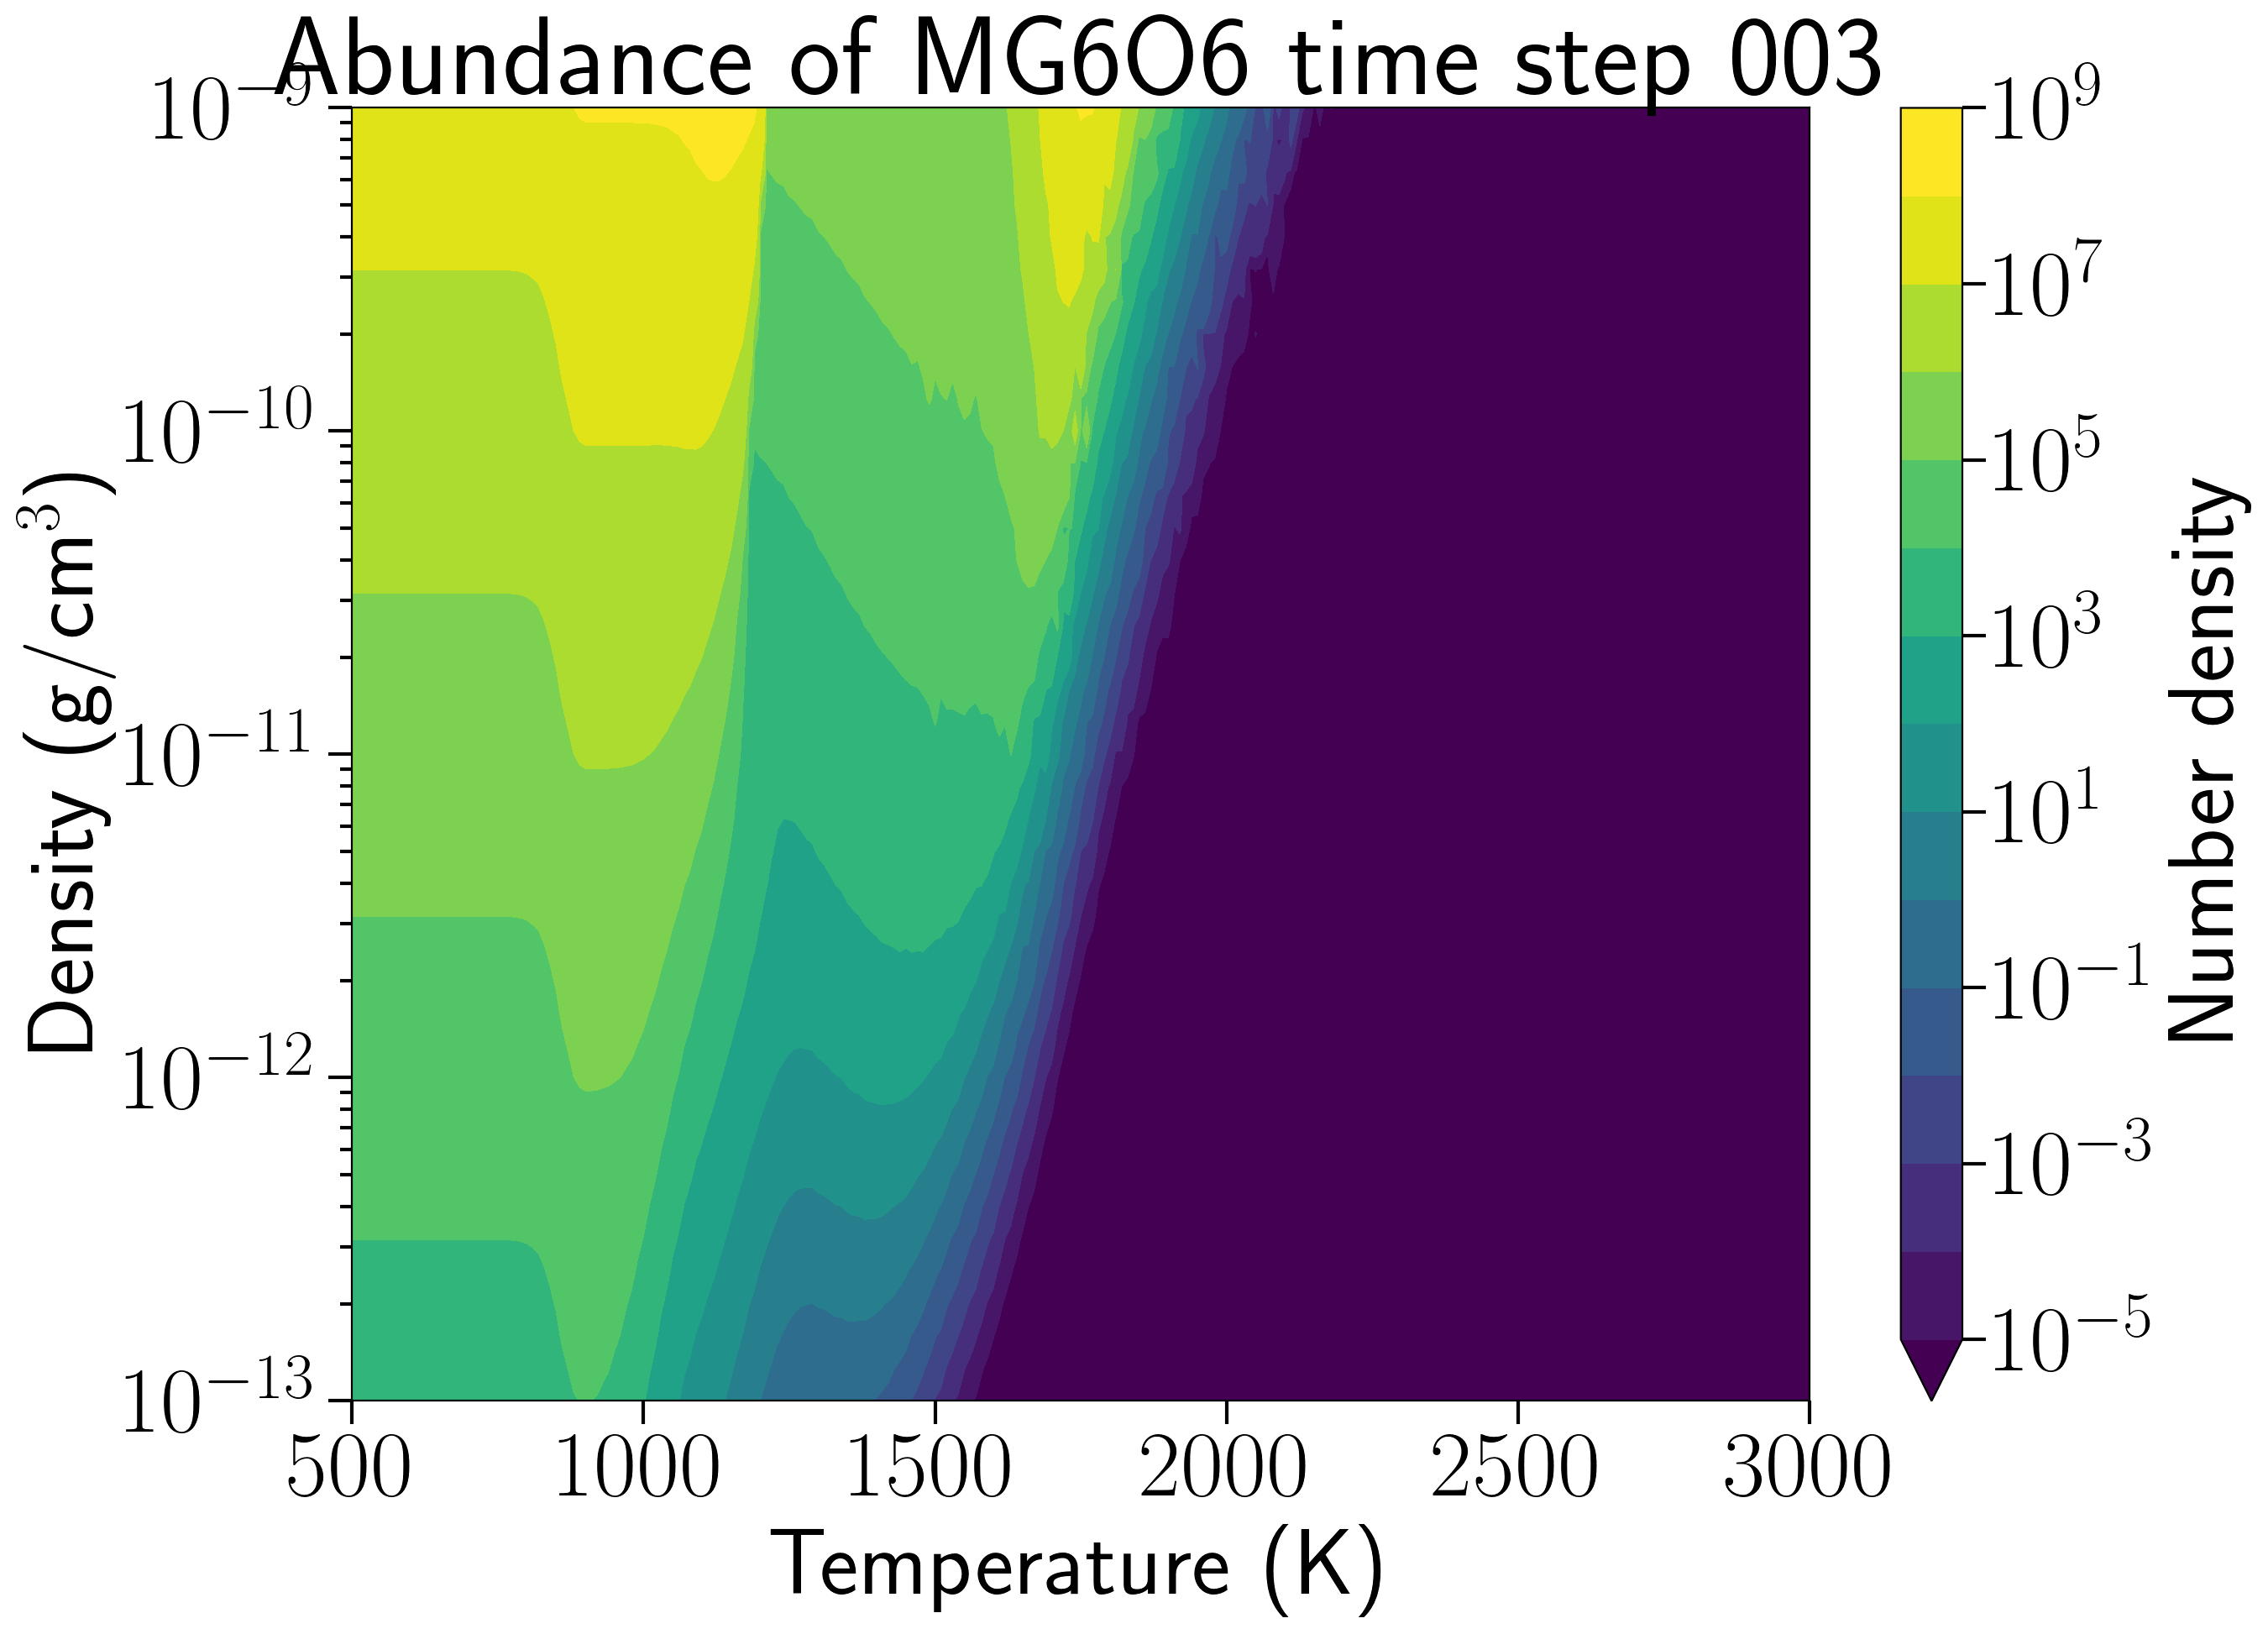 Abundance of MG6O6 time step 003
10^{-9}
10^{-10}
10^{-11}
10^{-12}
10^{-13}
Density (g/cm^3)
500 1000 1500 2000 2500 3000
Temperature (K)
10^9
10^7
10^5
10^3
10^1
10^{-1}
10^{-3}
10^{-5}
Number density